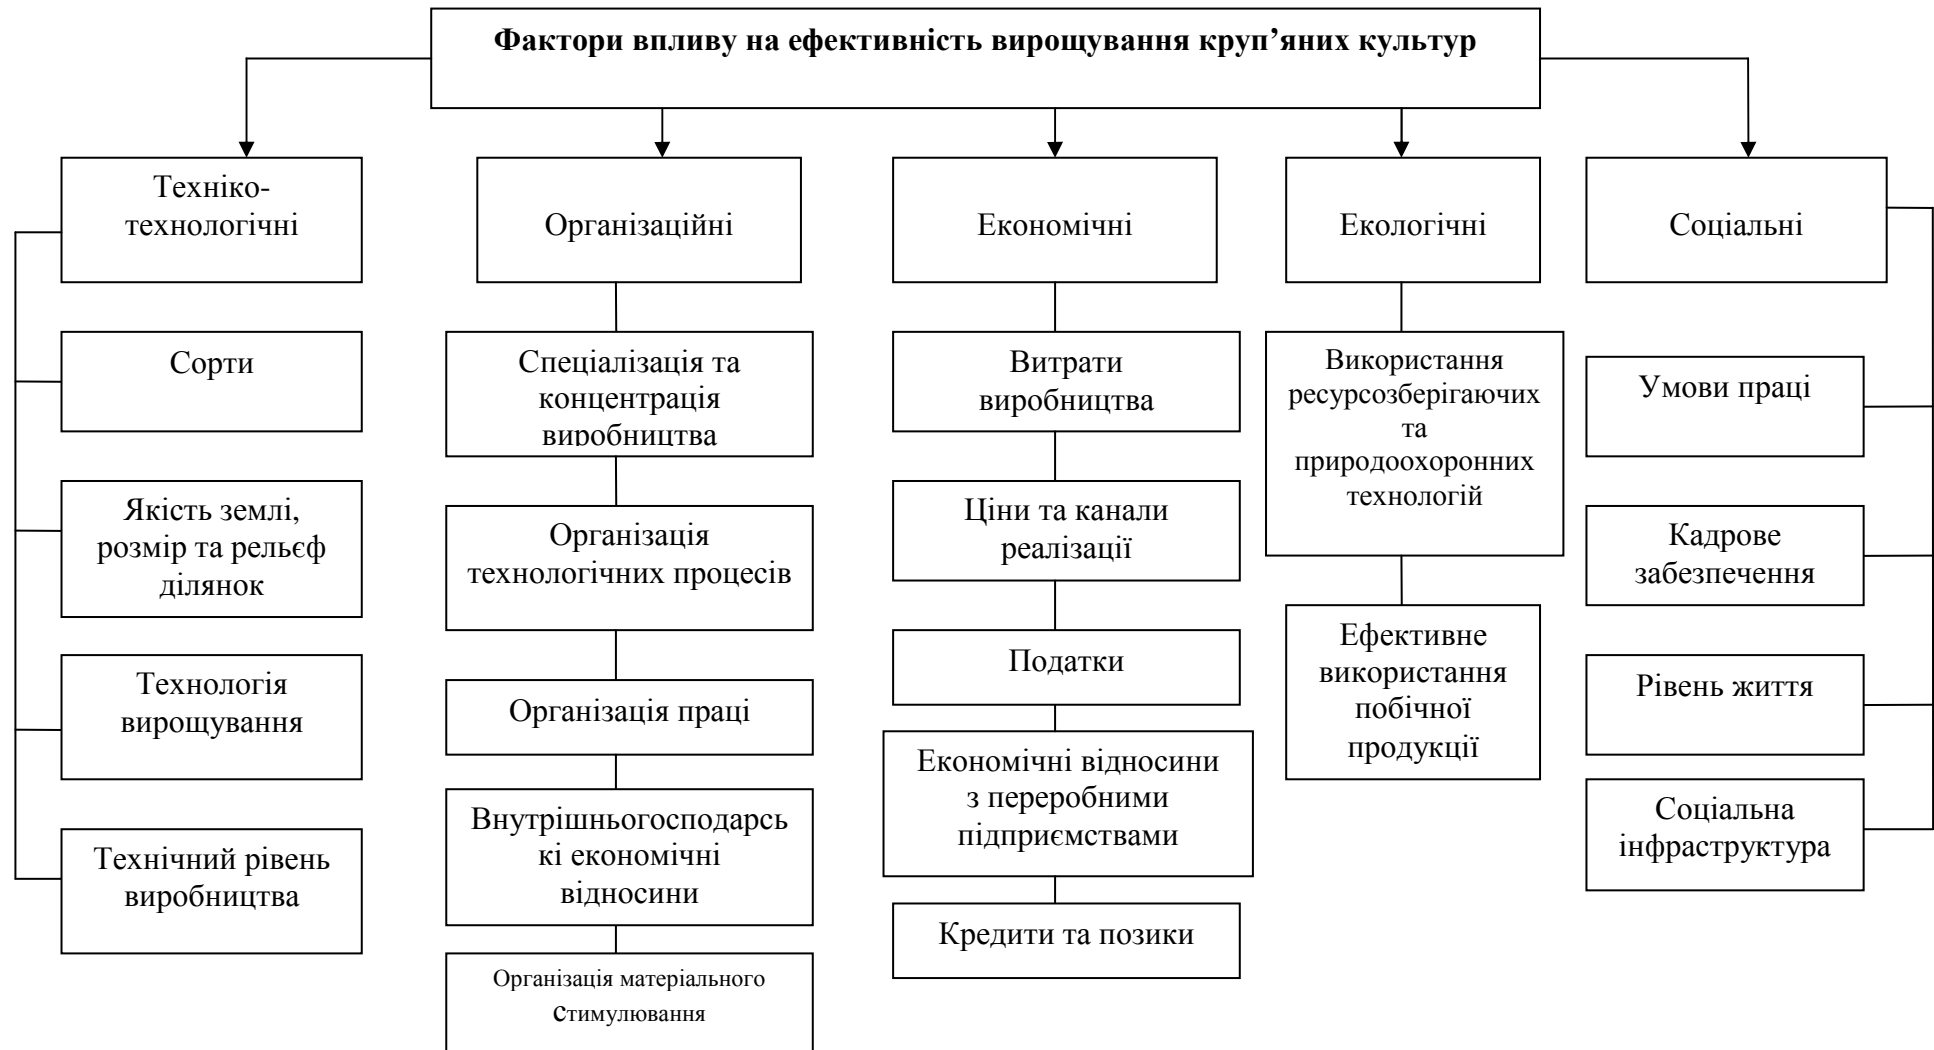 Фактори впливу на ефективність вирощування круп’яних культур
Техніко-
технологічні
Сорти
Якість землі,
розмір та рельєф
ділянок
Технологія
вирощування
Технічний рівень
виробництва
Організаційні
Спеціалізація та
концентрація
виробництва
Організація
технологічних процесів
Організація праці
Внутрішньогосподарсь
кі економічні
відносини
Організація матеріального
стимулювання
Економічні
Витрати
виробництва
Ціни та канали
реалізації
Податки
Економічні відносини
з переробними
підприємствами
Кредити та позики
Екологічні
Використання
ресурсозберігаючих
та
природоохоронних
технологій
Ефективне
використання
побічної
продукції
Соціальні
Умови праці
Кадрове
забезпечення
Рівень життя
Соціальна
інфраструктура